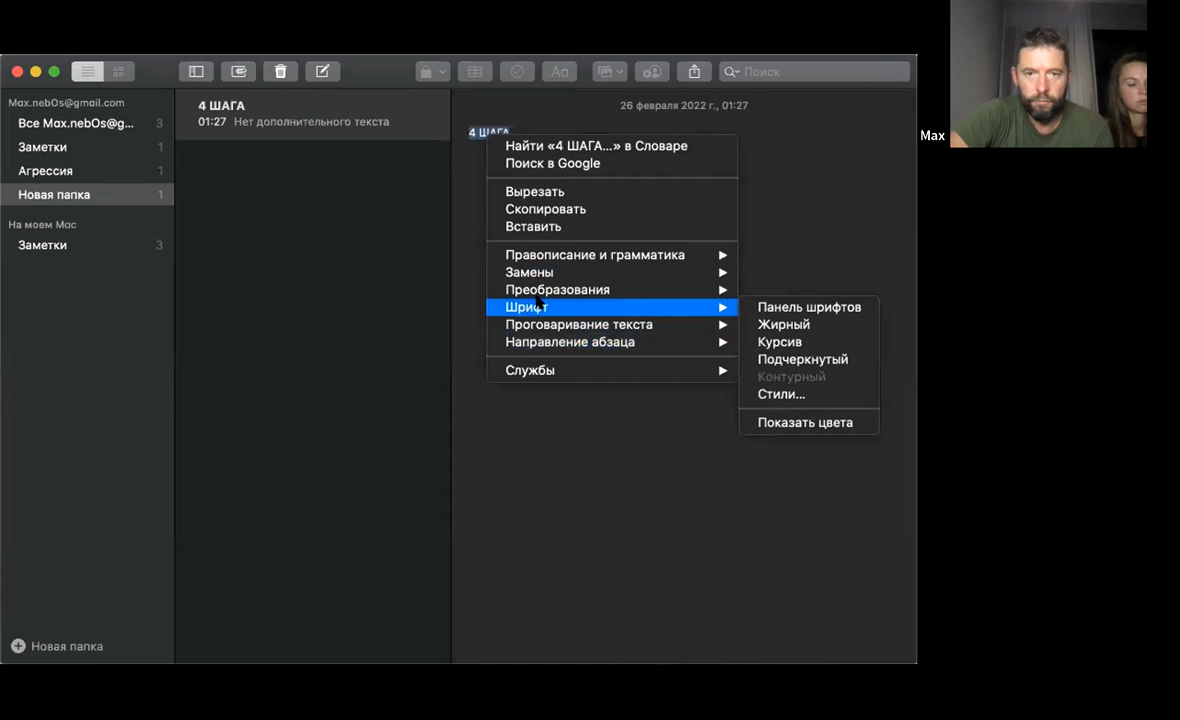 Поиск
Max.nebOs@gmail.com
Все Max.nebOs@g... 3
Заметки 1
Агрессия 1
Новая папка 1
На моем Mac
Заметки 3
Новая папка
4 ШАГА
01:27 Нет дополнительного текста
26 февраля 2022 г., 01:27
4 ШАГА
Найти «4 ШАГА...» в Словаре
Поиск в Google
Вырезать
Скопировать
Вставить
Правописание и грамматика
Замены
Преобразования
Шрифт
Проговаривание текста
Направление абзаца
Службы
Панель шрифтов
Жирный
Курсив
Подчеркнутый
Контурный
Стили...
Показать цвета
Aa
Max